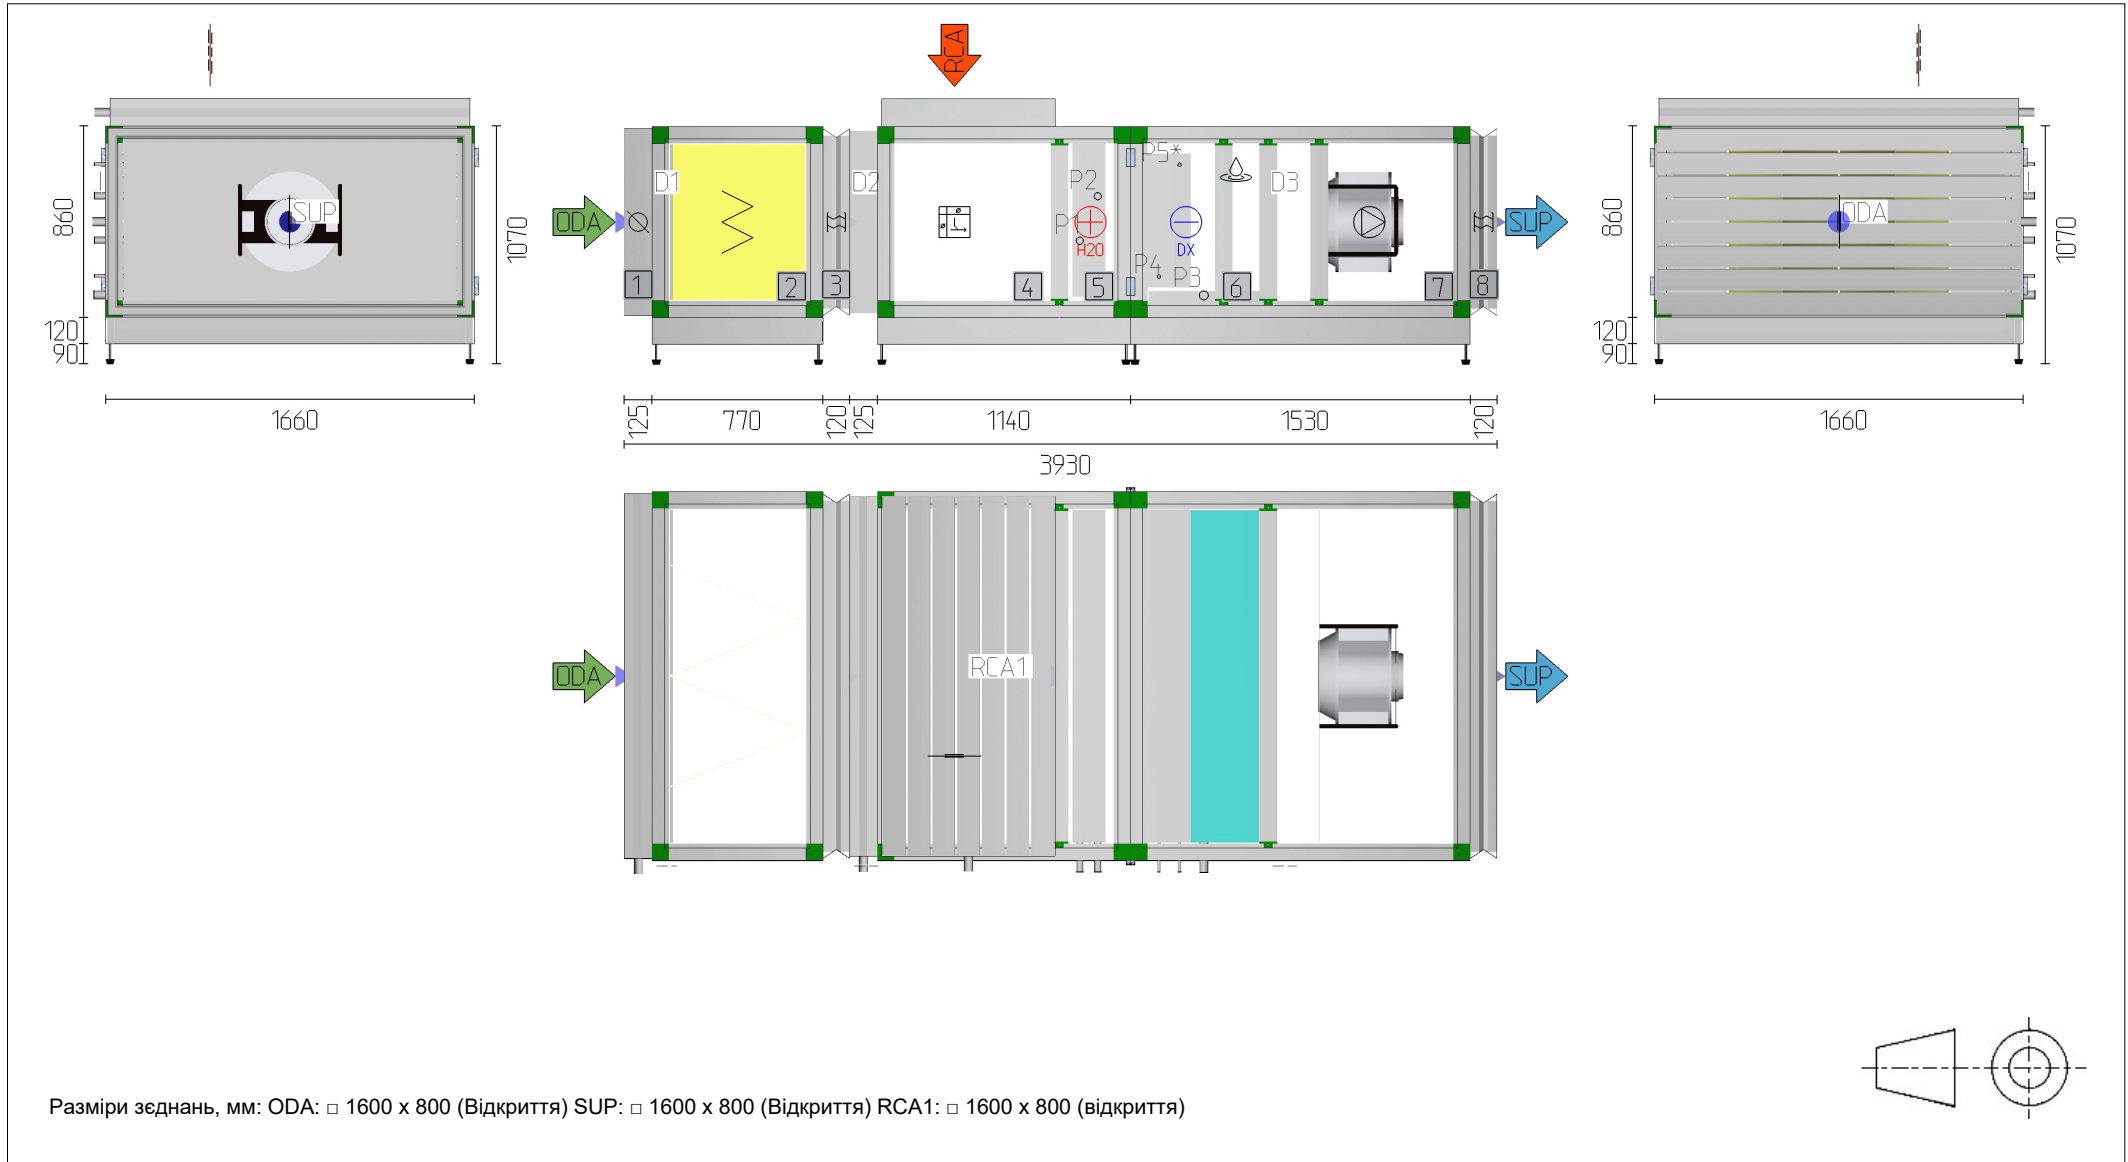 RCA
860
SUP
1070
120
90
1660
ODA
D1
D2
P5*
P2
D3
P1
H2O
DX
P4
P3
SUP
1
2
3
4
5
6
7
8
125
770
120
125
1140
1530
120
3930
860
ODA
1070
120
90
1660
ODA
RCA1
SUP
Разміри зєднань, мм: ODA: □ 1600 x 800 (Відкриття) SUP: □ 1600 x 800 (Відкриття) RCA1: □ 1600 x 800 (відкриття)